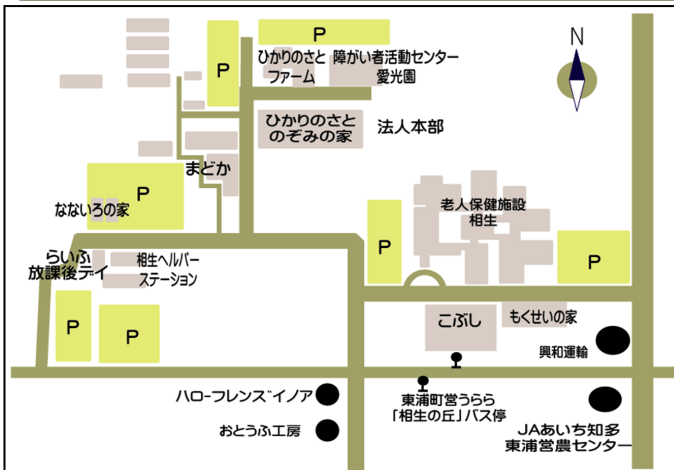 P
P
N
ひかりのさと
ファーム
障がい者活動センター
愛光園
ひかりのさと
のぞみの家
法人本部
まどか
P
なないろの家
老人保健施設
相生
P
P
らいふ
放課後デイ
相生ヘルパー
ステーション
P
P
こぶし
もくせいの家
興和運輸
ハローフレンズ゛イノア
東浦町営うらら
「相生の丘」バス停
おとうふ工房
JAあいち知多
東浦営農センター